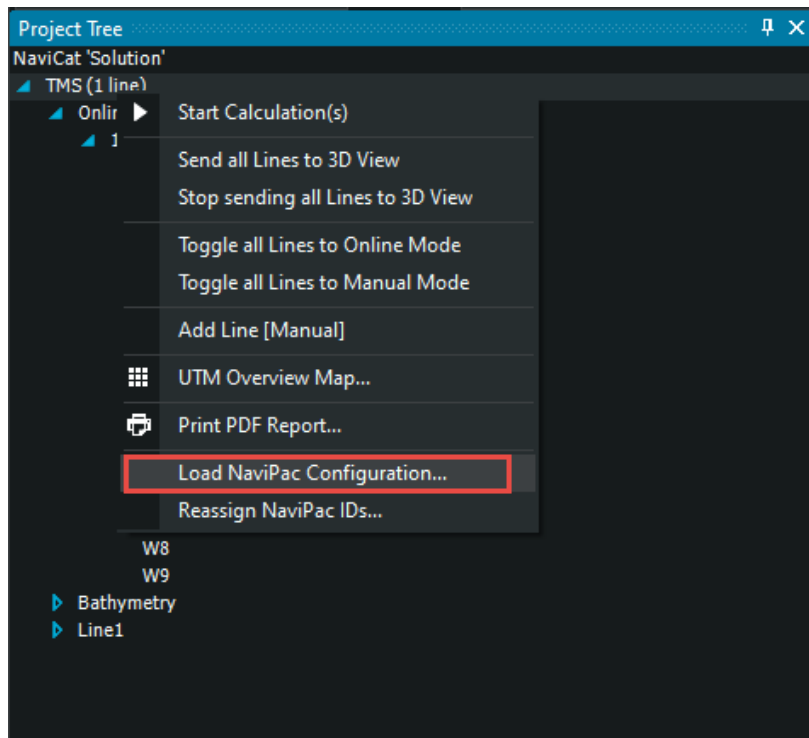 Project Tree
NaviCat 'Solution'
TMS (1 line)
Onlin
1
Start Calculation(s)
Send all Lines to 3D View
Stop sending all Lines to 3D View
Toggle all Lines to Online Mode
Toggle all Lines to Manual Mode
Add Line [Manual]
UTM Overview Map...
Print PDF Report...
Load NaviPac Configuration...
Reassign NaviPac IDs...
W8
W9
Bathymetry
Line1